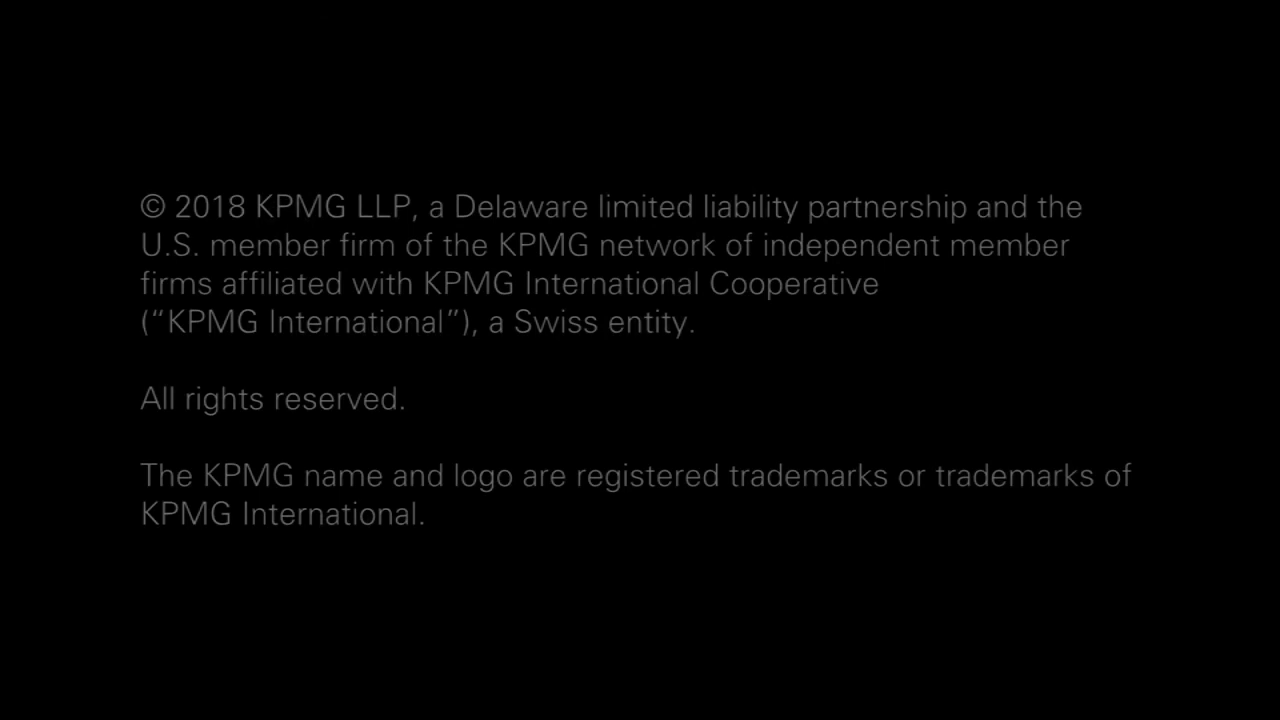 © 2018 KPMG LLP, a Delaware limited liability partnership and the
U.S. member firm of the KPMG network of independent member
firms affiliated with KPMG International Cooperative
(“KPMG International”), a Swiss entity.
All rights reserved.
The KPMG name and logo are registered trademarks or trademarks of
KPMG International.